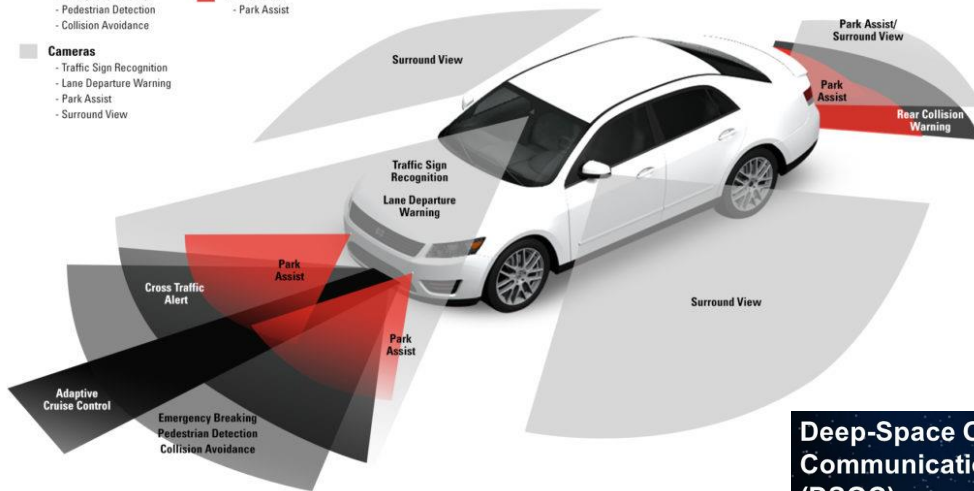 - Pedestrian Detection
- Collision Avoidance
- Park Assist
Cameras
- Traffic Sign Recognition
- Lane Departure Warning
- Park Assist
- Surround View
Surround View
Park Assist/
Surround View
Park
Assist
Rear Collision
Warning
Traffic Sign
Recognition
Lane Departure
Warning
Park
Assist
Cross Traffic
Alert
Surround View
Park
Assist
Adaptive
Cruise Control
Emergency Breaking
Pedestrian Detection
Collision Avoidance
Deep-Space